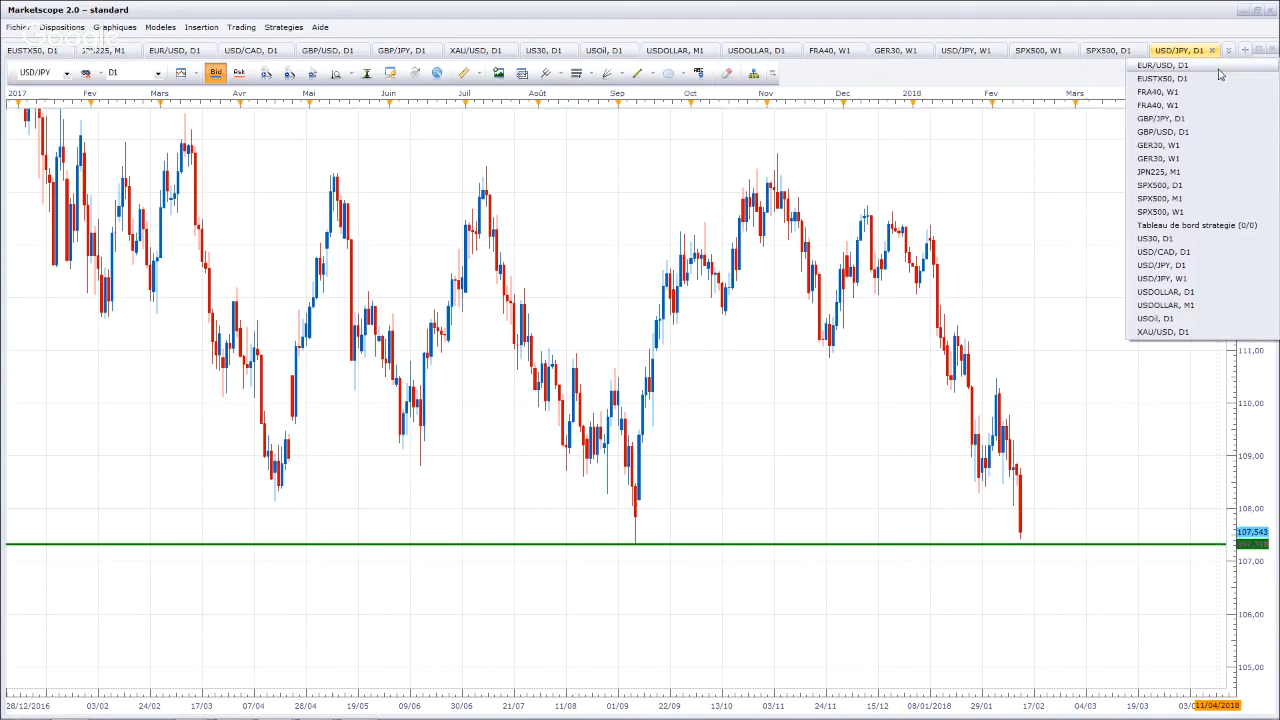 Marketscope 2.0 – standard
Fichier Dispositions Graphiques Modeles Insertion Trading Strategies Aide
Google
EUSTX50, D1 JPN225, M1 EUR/USD, D1 USD/CAD, D1 GBP/USD, D1 GBP/JPY, D1 XAU/USD, D1 US30, D1 USOil, D1 USDOLLAR, M1 USDOLLAR, D1 FRA40, W1 GER30, W1 USD/JPY, W1 SPX500, W1 SPX500, D1 USD/JPY, D1
USD/JPY D1 Bid Ask
2017 Fev Mars Avr Mai Juin Juil Août Sep Oct Nov Dec 2018 Fev Mars
EUR/USD, D1
EUSTX50, D1
FRA40, W1
FRA40, W1
GBP/JPY, D1
GBP/USD, D1
GER30, W1
GER30, W1
JPN225, M1
SPX500, D1
SPX500, M1
SPX500, W1
Tableau de bord strategie (0/0)
US30, D1
USD/CAD, D1
USD/JPY, D1
USD/JPY, W1
USDOLLAR, D1
USDOLLAR, M1
USOil, D1
XAU/USD, D1
111,00
110,00
109,00
108,00
107,543
107,00
106,00
105,00
28/12/2016 03/02 24/02 17/03 07/04 28/04 19/05 09/06 30/06 11/08 01/09 22/09 13/10 03/11 24/11 15/12 08/01/2018 29/01 17/02 04/03 19/03 11/04/2018